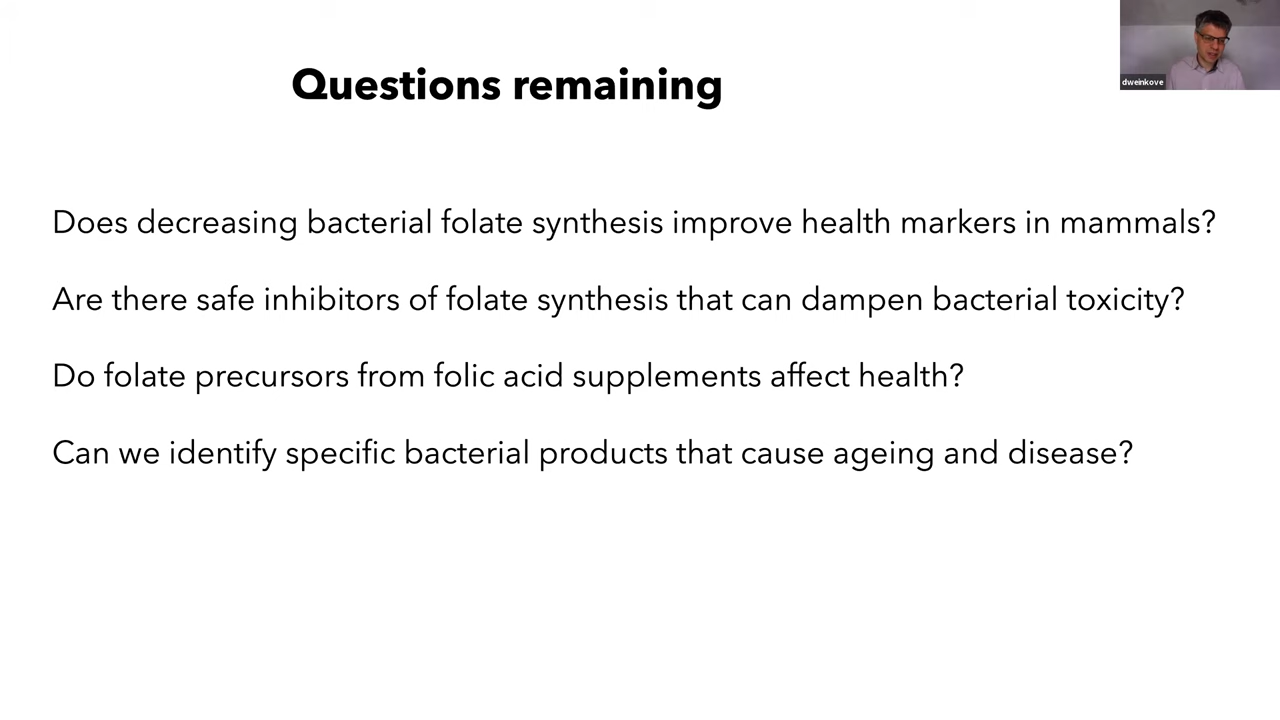 Questions remaining
dweinkove
Does decreasing bacterial folate synthesis improve health markers in mammals?
Are there safe inhibitors of folate synthesis that can dampen bacterial toxicity?
Do folate precursors from folic acid supplements affect health?
Can we identify specific bacterial products that cause ageing and disease?